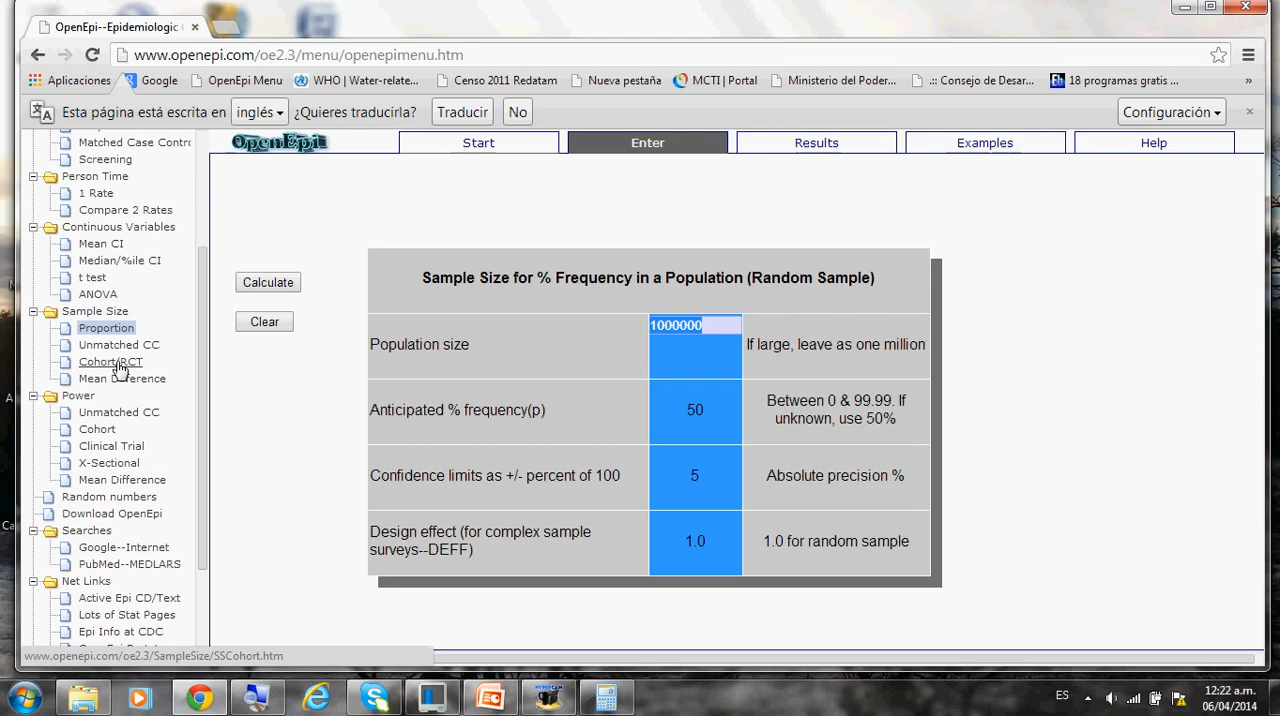 OpenEpi--Epidemiologic
www.openepi.com/oe2.3/menu/openepimenu.htm
Aplicaciones Google OpenEpi Menu WHO | Water-relate... Censo 2011 Redatam Nueva pestaña MCTI | Portal Ministerio del Poder... .:: Consejo de Desar... 18 programas gratis ... »
Esta página está escrita en inglés ¿Quieres traducirla? Traducir No Configuración
OpenEpi Start Enter Results Examples Help
Matched Case Contro
Screening
Person Time
1 Rate
Compare 2 Rates
Continuous Variables
Mean CI
Median/%ile CI
t test
ANOVA
Sample Size
Proportion
Unmatched CC
Cohort/RCT
Mean Difference
Power
Unmatched CC
Cohort
Clinical Trial
X-Sectional
Mean Difference
Random numbers
Download OpenEpi
Searches
Google--Internet
PubMed--MEDLARS
Net Links
Active Epi CD/Text
Lots of Stat Pages
Epi Info at CDC
Calculate
Clear
Sample Size for % Frequency in a Population (Random Sample)
Population size 1000000 If large, leave as one million
Anticipated % frequency(p) 50 Between 0 & 99.99. If
unknown, use 50%
Confidence limits as +/- percent of 100 5 Absolute precision %
Design effect (for complex sample
surveys--DEFF) 1.0 1.0 for random sample
www.openepi.com/oe2.3/SampleSize/SSCohort.htm
HYPERCAM
ES 12:22 a.m.
06/04/2014